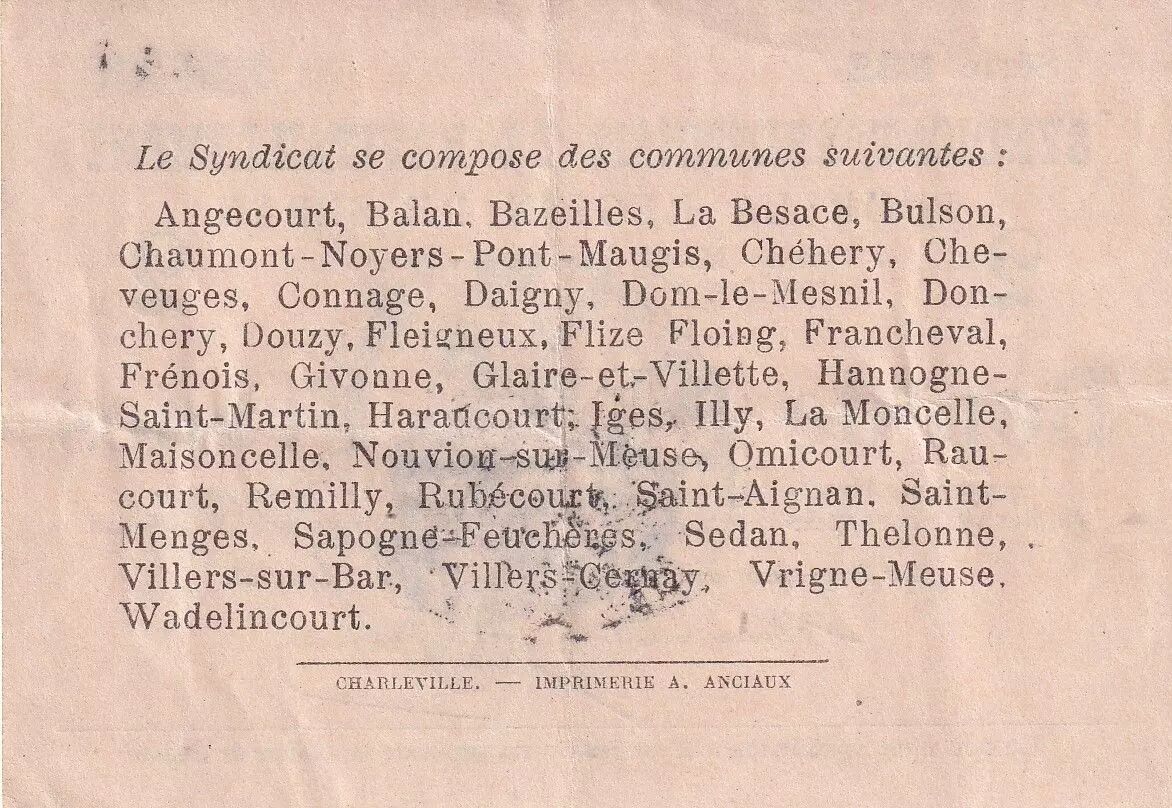 Le Syndicat se compose des communes suivantes :
Angecourt, Balan, Bazeilles, La Besace, Bulson,
Chaumont-Noyers-Pont-Maugis, Chéhery, Che-
veuges, Connage, Daigny, Dom-le-Mesnil, Don-
chery, Douzy, Fleigneux, Flize Floing, Francheval,
Frénois, Givonne, Glaire-et-Villette, Hannogne-
Saint-Martin, Haraucourt, Iges, Illy, La Moncelle,
Maisoncelle, Nouvion-sur-Meuse, Omicourt, Rau-
court, Remilly, Rubécourt, Saint-Aignan, Saint-
Menges, Sapogne-Feuchères, Sedan, Thelonne,
Villers-sur-Bar, Villers-Cernay, Vrigne-Meuse,
Wadelincourt.
CHARLEVILLE. — IMPRIMERIE A. ANCIAUX